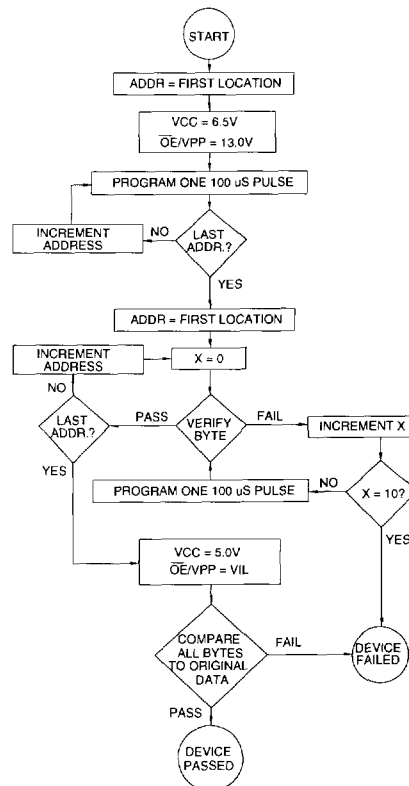 START
ADDR = FIRST LOCATION
VCC = 6.5V
O̅E̅/VPP = 13.0V
PROGRAM ONE 100 uS PULSE
INCREMENT
ADDRESS
NO
LAST
ADDR.?
YES
ADDR = FIRST LOCATION
INCREMENT
ADDRESS
X = 0
NO
LAST
ADDR.?
PASS
VERIFY
BYTE
FAIL
INCREMENT X
YES
PROGRAM ONE 100 uS PULSE
NO
X = 10?
YES
VCC = 5.0V
O̅E̅/VPP = VIL
COMPARE
ALL BYTES
TO ORIGINAL
DATA
FAIL
DEVICE
FAILED
PASS
DEVICE
PASSED